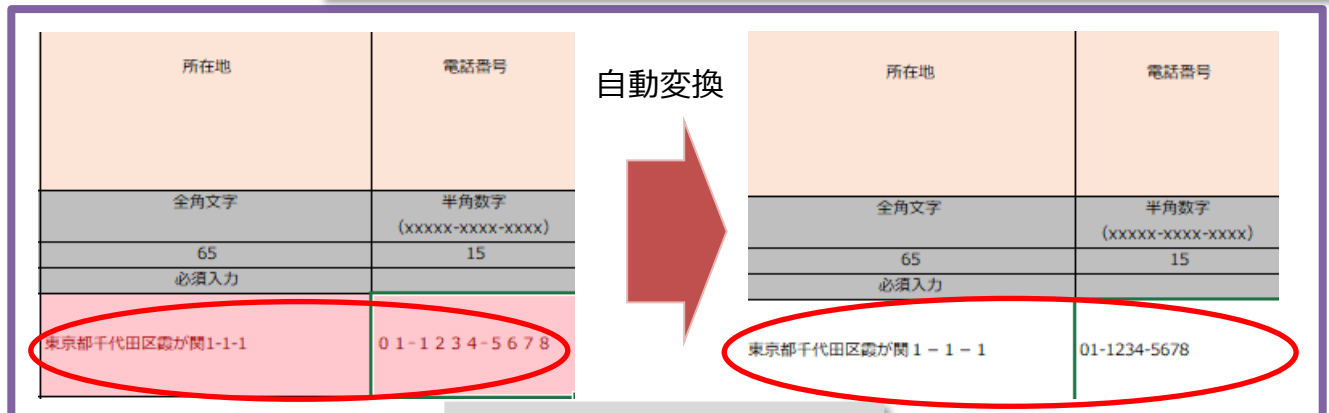 所在地
電話番号
全角文字
半角数字
(xxxxx-xxxx-xxxx)
65
15
必須入力
東京都千代田区霞が関1-1-1
０１-１２３４-５６７８
自動変換
所在地
電話番号
全角文字
半角数字
(xxxxx-xxxx-xxxx)
65
15
必須入力
東京都千代田区霞が関１－１－１
01-1234-5678